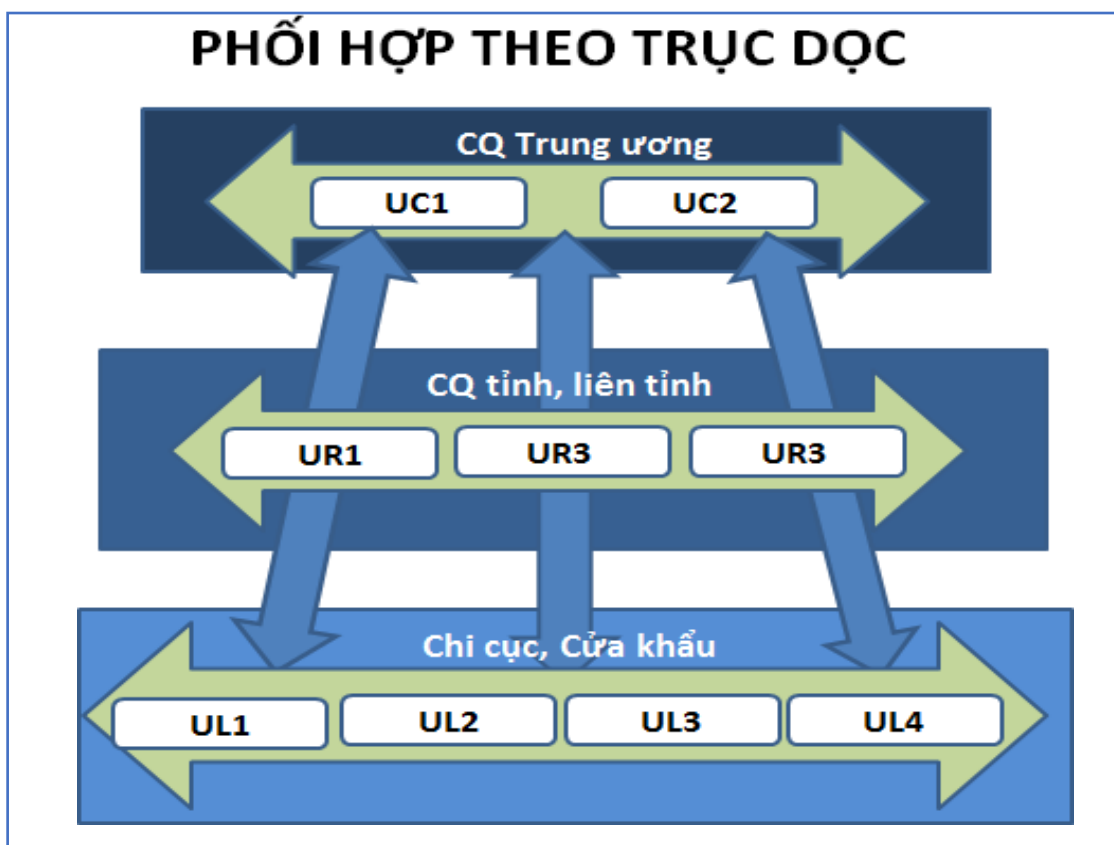 PHỐI HỢP THEO TRỤC DỌC
CQ Trung ương
UC1 UC2
CQ tỉnh, liên tỉnh
UR1 UR3 UR3
Chi cục, Cửa khẩu
UL1 UL2 UL3 UL4